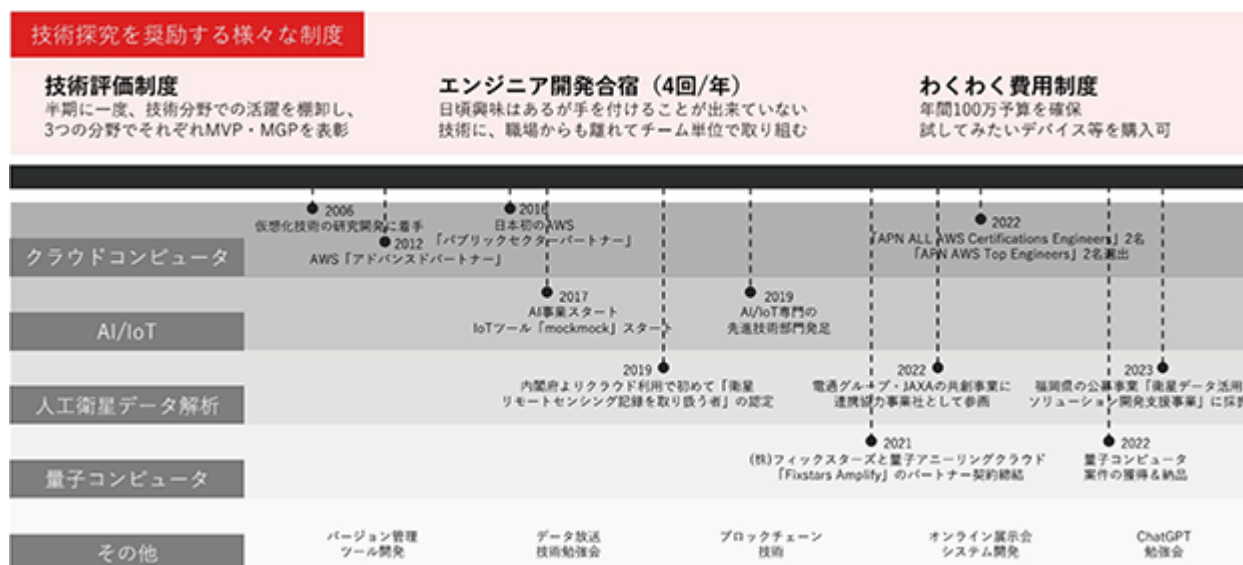 技術探究を奨励する様々な制度
技術評価制度
半期に一度、技術分野での活躍を棚卸し、
3つの分野でそれぞれMVP・MGPを表彰
エンジニア開発合宿（4回/年）
日頃興味はあるが手を付けることが出来ていない
技術に、職場からも離れてチーム単位で取り組む
わくわく費用制度
年間100万予算を確保
試してみたいデバイス等を購入可
クラウドコンピュータ
2006
仮想化技術の研究開発に着手
2012
AWS「アドバンスドパートナー」
2016
日本初のAWS
「パブリックセクターパートナー」
2022
「APN ALL AWS Certifications Engineers」2名
「APN AWS Top Engineers」2名選出
AI/IoT
2017
AI事業スタート
IoTツール「mockmock」スタート
2019
AI/IoT専門の
先進技術部門発足
人工衛星データ解析
2019
内閣府よりクラウド利用で初めて「衛星
リモートセンシング記録を取り扱う者」の認定
2022
電通グループ・JAXAの共創事業に
連携協力事業社として参画
2023
福岡県の公募事業「衛星データ活用
ソリューション開発支援事業」に採択
量子コンピュータ
2021
(株)フィックスターズと量子アニーリングクラウド
「Fixstars Amplify」のパートナー契約締結
2022
量子コンピュータ
案件の獲得＆納品
その他
バージョン管理
ツール開発
データ放送
技術勉強会
ブロックチェーン
技術
オンライン展示会
システム開発
ChatGPT
勉強会